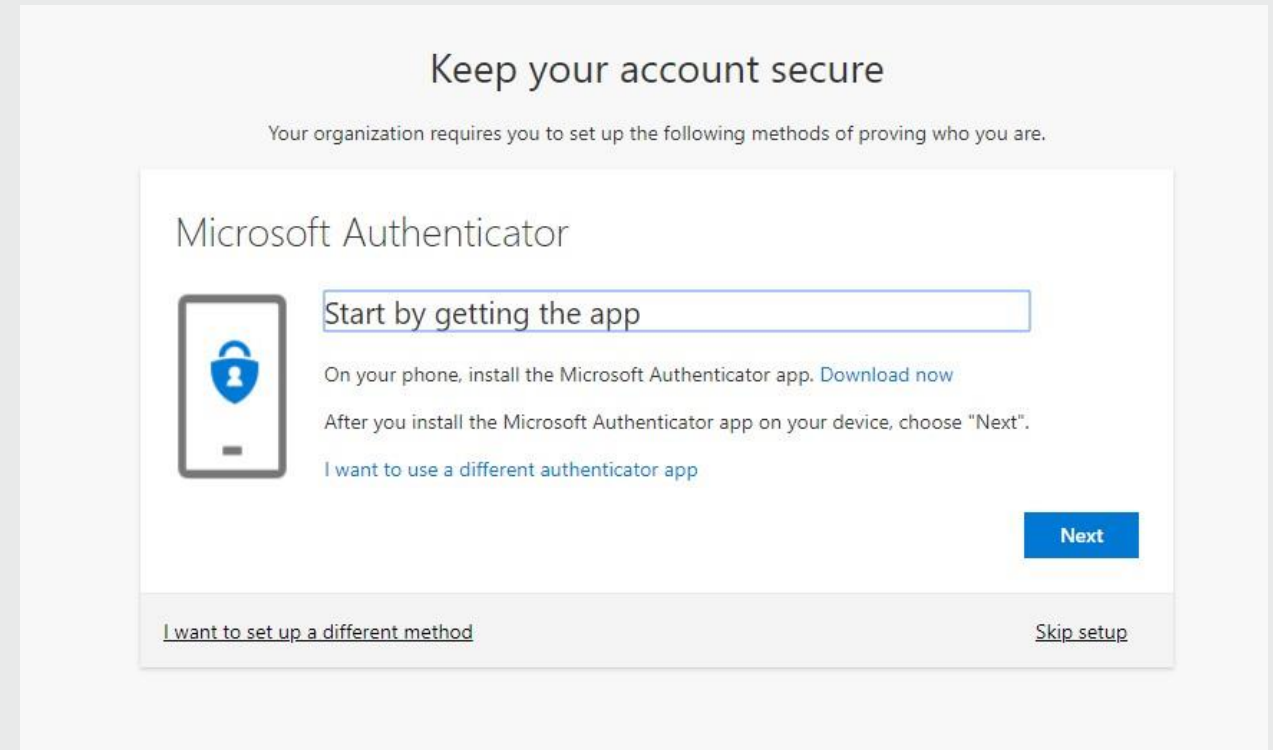 Keep your account secure
Your organization requires you to set up the following methods of proving who you are.
Microsoft Authenticator
Start by getting the app
On your phone, install the Microsoft Authenticator app. Download now
After you install the Microsoft Authenticator app on your device, choose "Next".
I want to use a different authenticator app
Next
I want to set up a different method
Skip setup